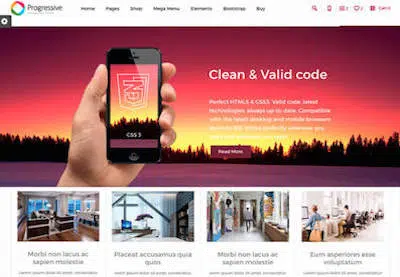 Progressive
Home Pages Shop Mega Menu Elements Bootstrap Buy
Clean & Valid code
Perfect HTML5 & CSS3. Valid code, latest
technologies, always up-to-date. Compatible
with the latest desktop and mobile browsers
CSS 3
Read More
Morbi non lacus ac
sapien molestie
Placeat accusamus quia
quos
Morbi non lacus ac
sapien molestie
Eum asperiores esse
voluptatum